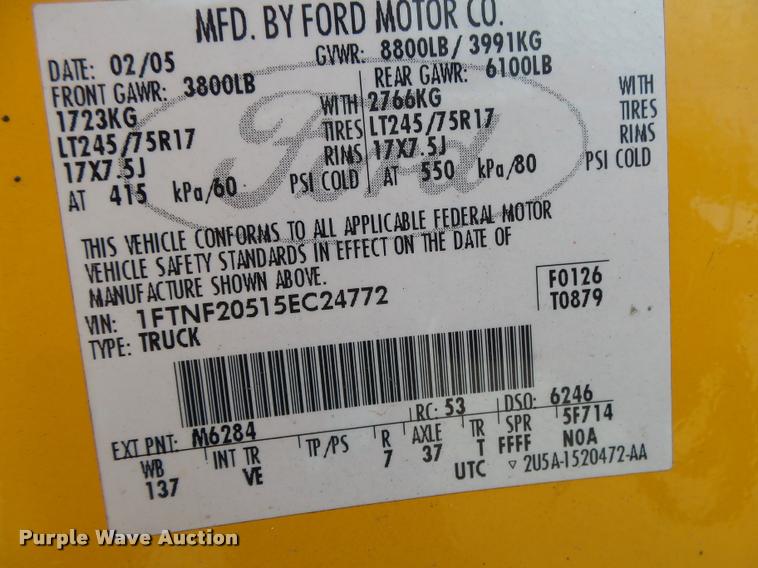 MFD. BY FORD MOTOR CO.
DATE: 02/05 GVWR: 8800LB/ 3991KG
FRONT GAWR: 3800LB REAR GAWR: 6100LB
1723KG WITH 2766KG WITH
LT245/75R17 TIRES LT245/75R17 TIRES
17X7.5J RIMS 17X7.5J RIMS
AT 415 kPa/60 PSI COLD AT 550 kPa/80 PSI COLD
Ford
THIS VEHICLE CONFORMS TO ALL APPLICABLE FEDERAL MOTOR
VEHICLE SAFETY STANDARDS IN EFFECT ON THE DATE OF
MANUFACTURE SHOWN ABOVE.
VIN: 1FTNF20515EC24772 F0126
TYPE: TRUCK T0879
EXT PNT: M6284 RC: 53 DSO: 6246
WB INT TR TP/PS R AXLE TR SPR 5F714
137 VE 7 37 T FFFF N0A
UTC ▽ 2U5A-1520472-AA
Purple Wave Auction